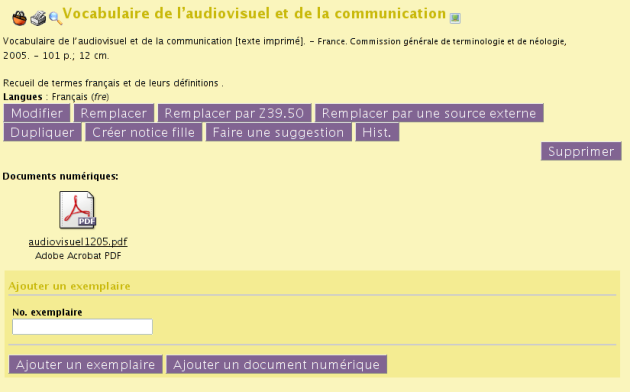 Vocabulaire de l'audiovisuel et de la communication
Vocabulaire de l'audiovisuel et de la communication [texte imprimé]. - France. Commission générale de terminologie et de néologie,
2005. - 101 p.; 12 cm.
Recueil de termes français et de leurs définitions .
Langues : Français (fre)
Modifier Remplacer Remplacer par Z39.50 Remplacer par une source externe
Dupliquer Créer notice fille Faire une suggestion Hist.
Supprimer
Documents numériques:
PDF
audiovisuel1205.pdf
Adobe Acrobat PDF
Ajouter un exemplaire
No. exemplaire
Ajouter un exemplaire Ajouter un document numérique